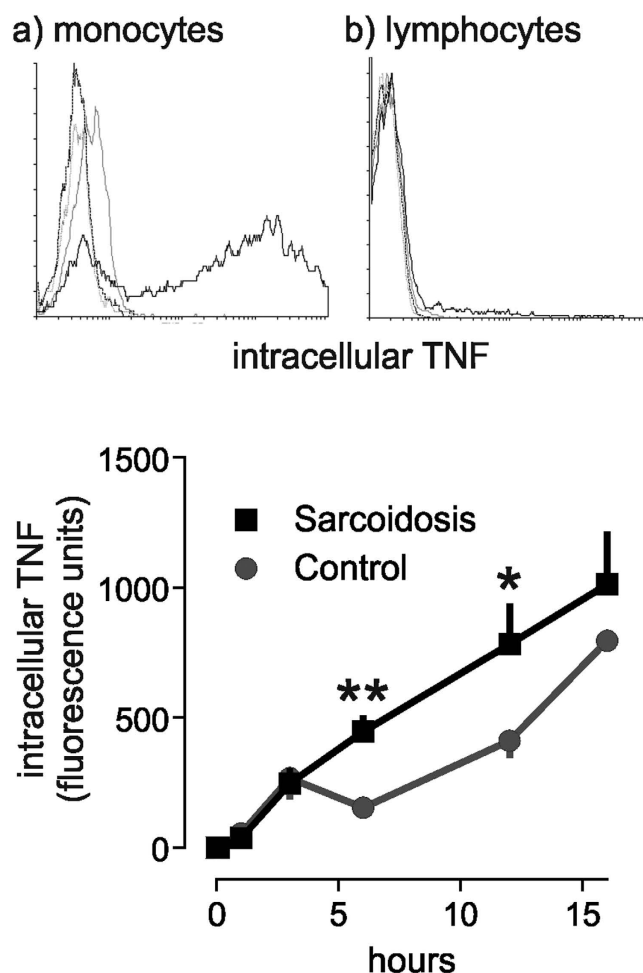 a) monocytes
b) lymphocytes
intracellular TNF
intracellular TNF
(fluorescence units)
1500
1000
500
0
Sarcoidosis
Control
**
*
0
5
10
15
hours